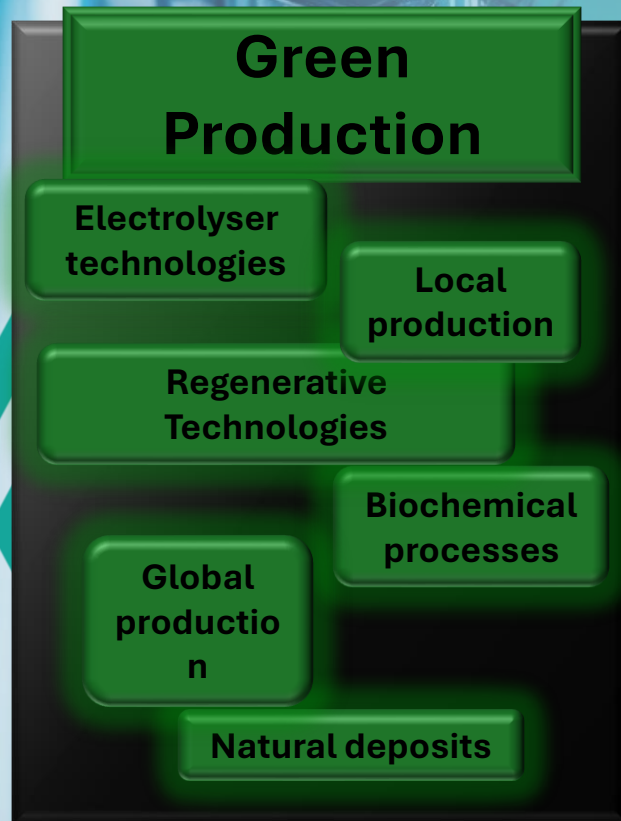 Green
Production
Electrolyser
technologies
Local
production
Regenerative
Technologies
Biochemical
processes
Global
productio
n
Natural deposits